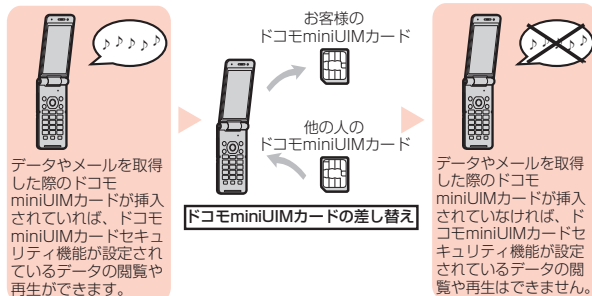 データやメールを取得
した際のドコモ
miniUIMカードが挿入
されていれば、ドコモ
miniUIMカードセキュ
リティ機能が設定され
ているデータの閲覧や
再生ができます。
お客様の
ドコモminiUIMカード
他の人の
ドコモminiUIMカード
ドコモminiUIMカードの差し替え
データやメールを取得
した際のドコモ
miniUIMカードが挿入
されていなければ、ド
コモminiUIMカードセ
キュリティ機能が設定
されているデータの閲
覧や再生はできません。